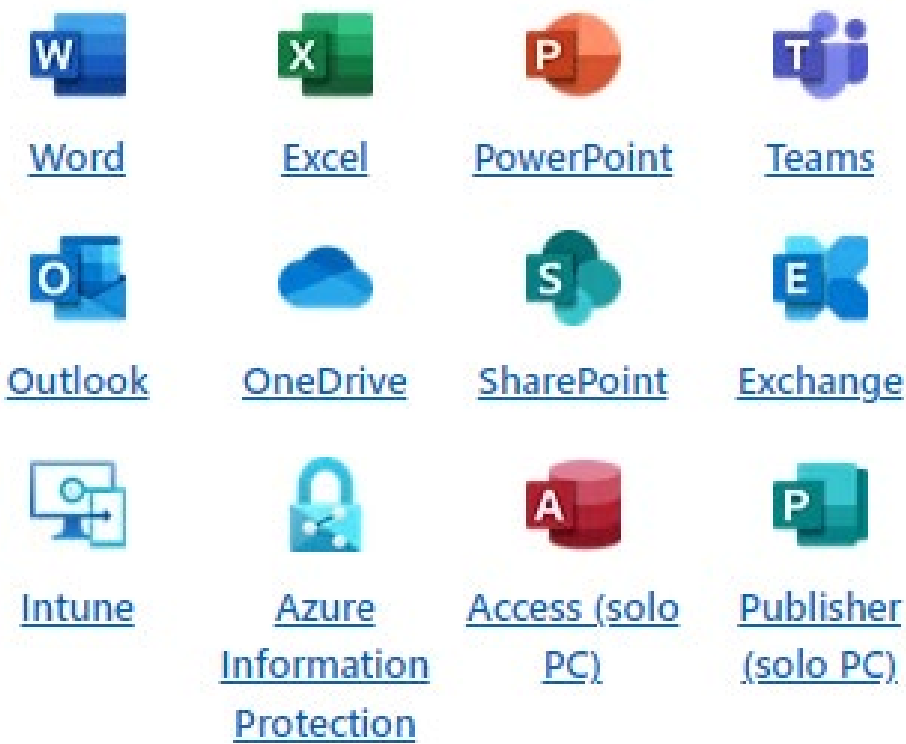 W X P T
Word Excel PowerPoint Teams
O S E
Outlook OneDrive SharePoint Exchange
A P
Intune Azure Access (solo Publisher
Information PC) (solo PC)
Protection